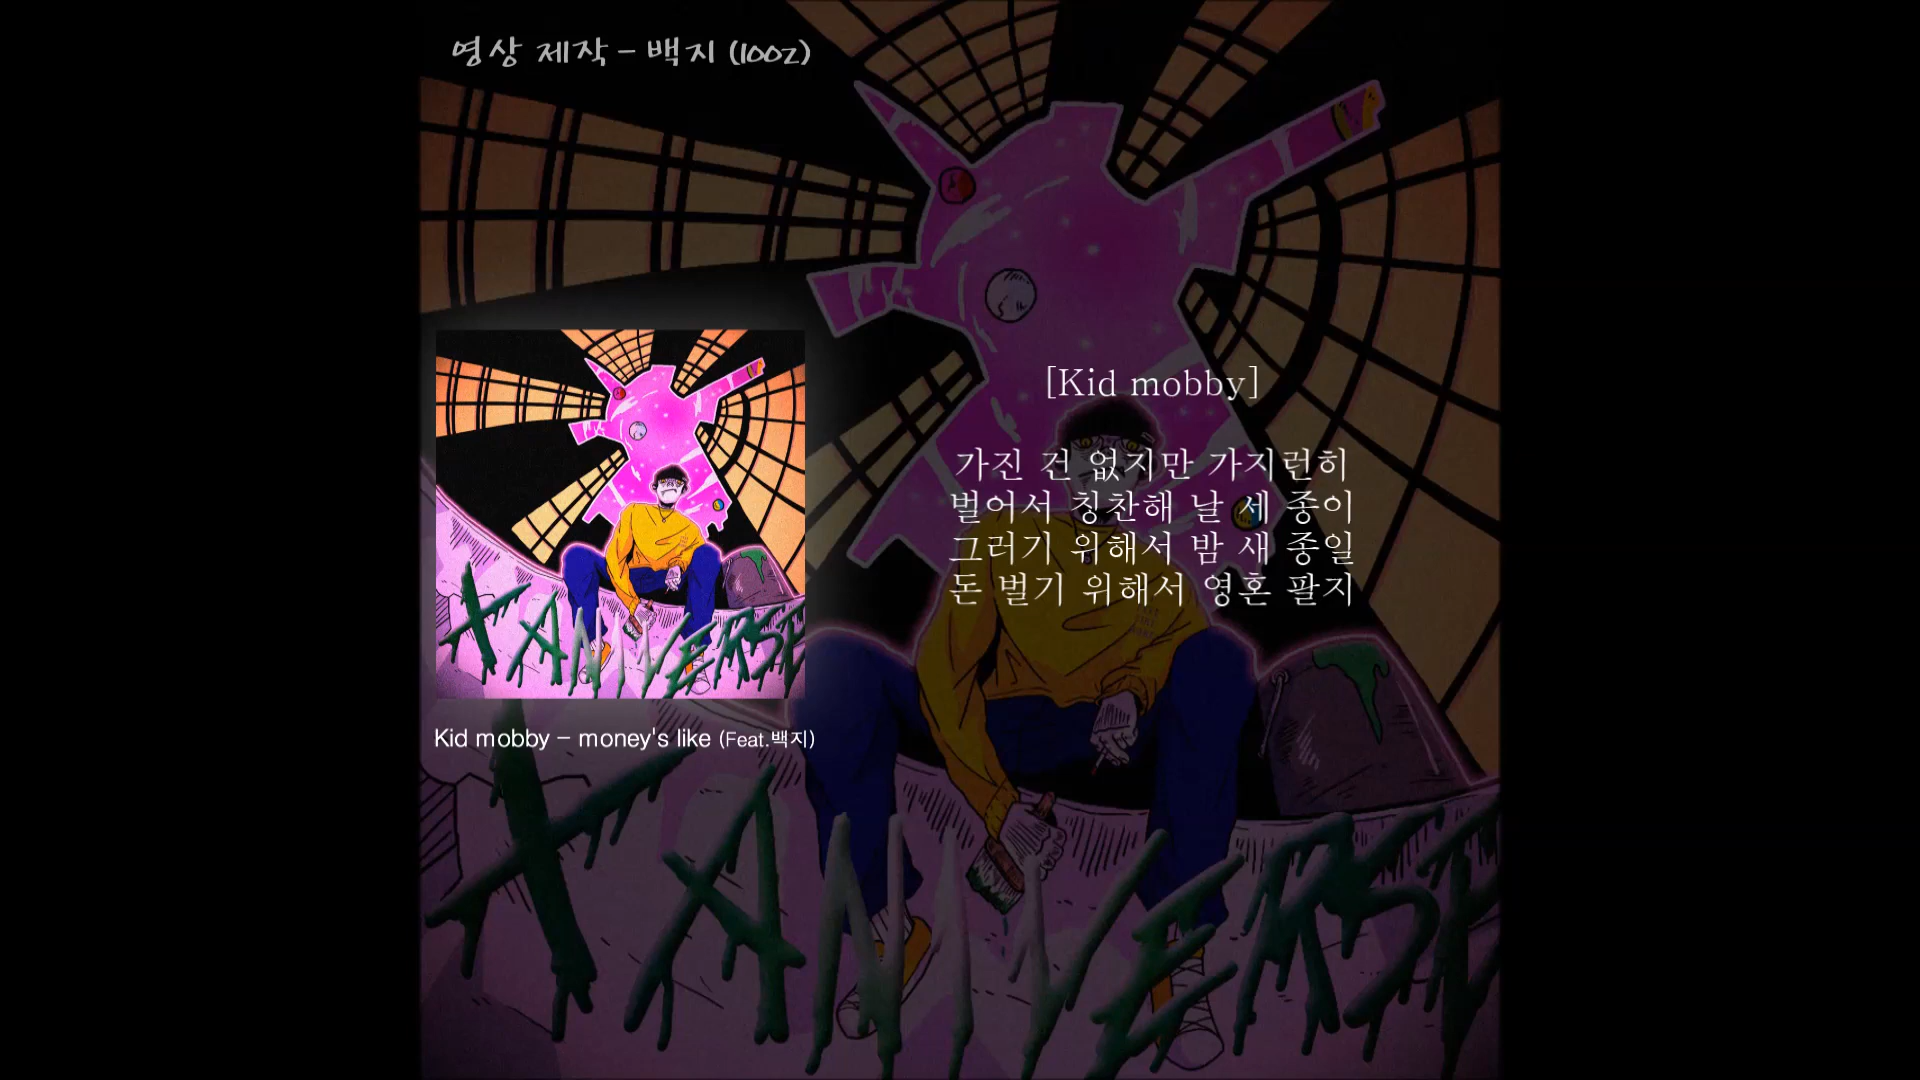 영상 제작 - 백지 (100z)
[Kid mobby]
가진 건 없지만 가지런히
벌어서 칭찬해 날 세 종이
그러기 위해서 밤 새 종일
돈 벌기 위해서 영혼 팔지
XANIVERSE
Kid mobby - money's like (Feat.백지)
XANIVERSE